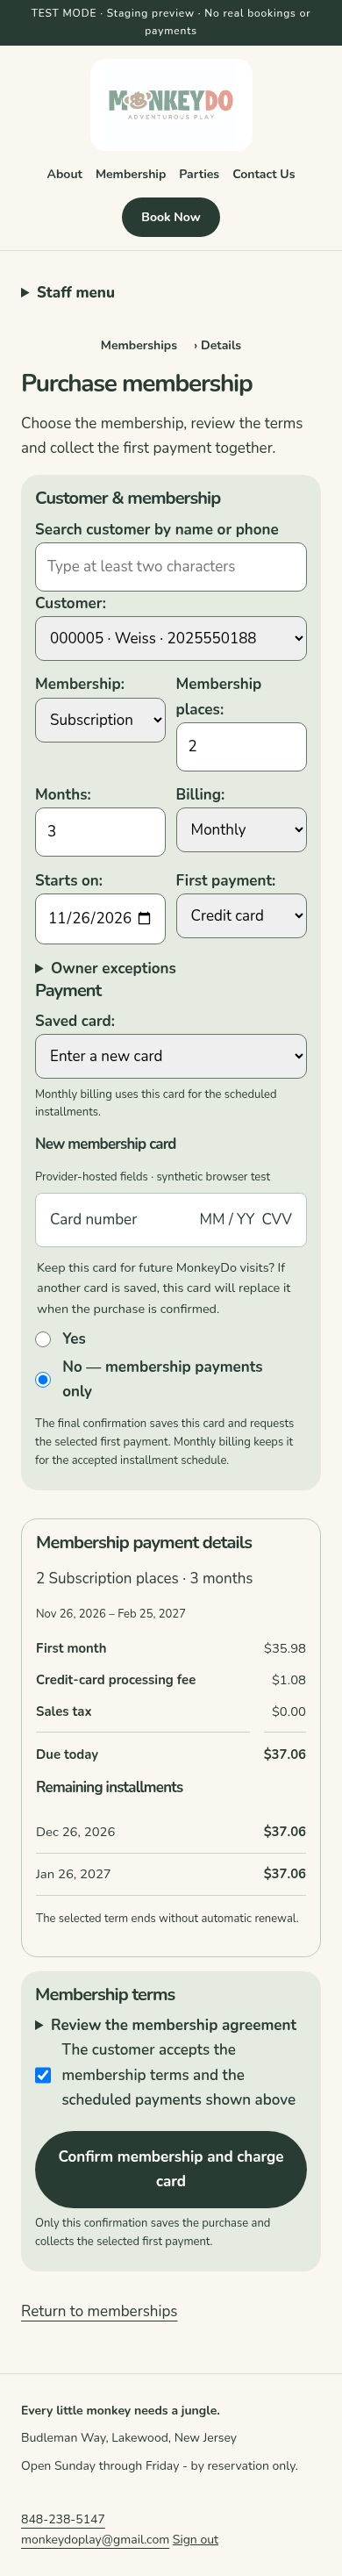 TEST MODE · Staging preview · No real bookings or
payments
MONKEYDO
ADVENTUROUS PLAY
About Membership Parties Contact Us
Book Now
Staff menu
Memberships › Details
Purchase membership
Choose the membership, review the terms
and collect the first payment together.
Customer & membership
Search customer by name or phone
Type at least two characters
Customer:
000005 · Weiss · 2025550188
Membership:
Subscription
Membership
places:
2
Months:
3
Billing:
Monthly
Starts on:
11/26/2026
First payment:
Credit card
Owner exceptions
Payment
Saved card:
Enter a new card
Monthly billing uses this card for the scheduled
installments.
New membership card
Provider-hosted fields · synthetic browser test
Card number MM / YY CVV
Keep this card for future MonkeyDo visits? If
another card is saved, this card will replace it
when the purchase is confirmed.
Yes
No — membership payments
only
The final confirmation saves this card and requests
the selected first payment. Monthly billing keeps it
for the accepted installment schedule.
Membership payment details
2 Subscription places · 3 months
Nov 26, 2026 – Feb 25, 2027
First month $35.98
Credit-card processing fee $1.08
Sales tax $0.00
Due today $37.06
Remaining installments
Dec 26, 2026 $37.06
Jan 26, 2027 $37.06
The selected term ends without automatic renewal.
Membership terms
Review the membership agreement
The customer accepts the
membership terms and the
scheduled payments shown above
Confirm membership and charge
card
Only this confirmation saves the purchase and
collects the selected first payment.
Return to memberships
Every little monkey needs a jungle.
Budleman Way, Lakewood, New Jersey
Open Sunday through Friday - by reservation only.
848-238-5147
monkeydoplay@gmail.com Sign out